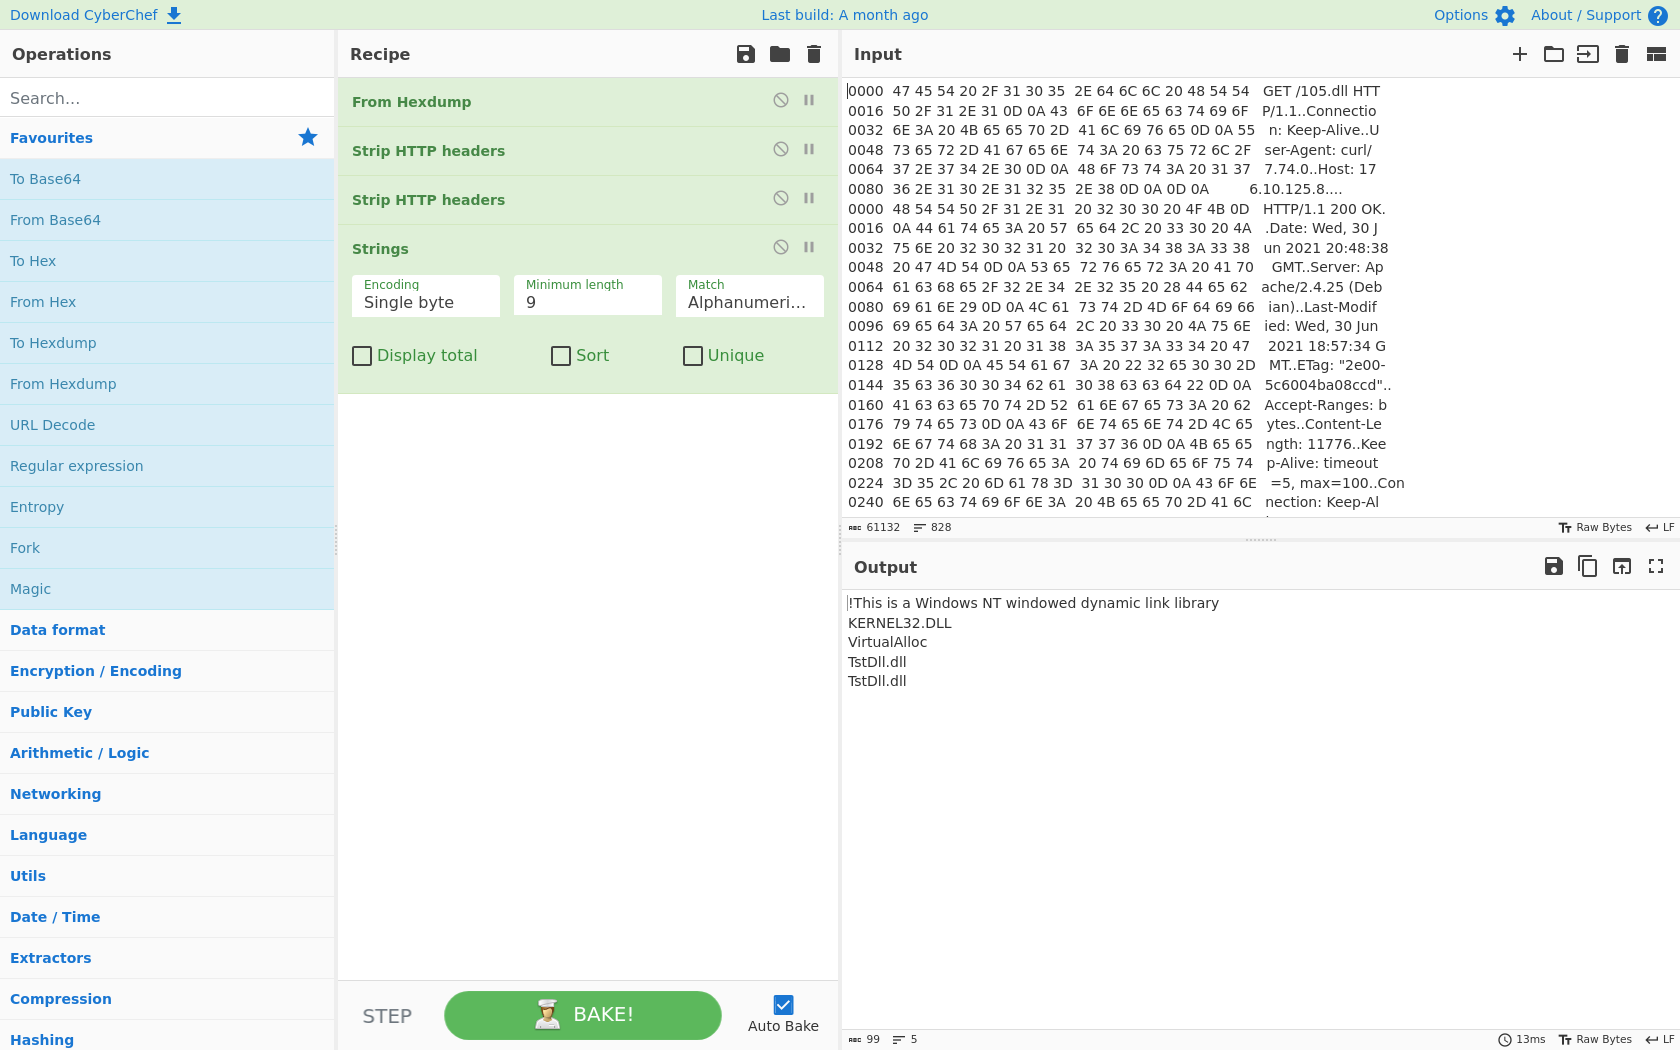 Download CyberChef
Last build: A month ago
Options
About / Support
Operations
Search...
Favourites
To Base64
From Base64
To Hex
From Hex
To Hexdump
From Hexdump
URL Decode
Regular expression
Entropy
Fork
Magic
Data format
Encryption / Encoding
Public Key
Arithmetic / Logic
Networking
Language
Utils
Date / Time
Extractors
Compression
Hashing
Recipe
From Hexdump
Strip HTTP headers
Strip HTTP headers
Strings
Encoding
Single byte
Minimum length
9
Match
Alphanumeri...
Display total
Sort
Unique
STEP
BAKE!
Auto Bake
Input
0000 47 45 54 20 2F 31 30 35 2E 64 6C 6C 20 48 54 54 GET /105.dll HTT
0016 50 2F 31 2E 31 0D 0A 43 6F 6E 6E 65 63 74 69 6F P/1.1..Connectio
0032 6E 3A 20 4B 65 65 70 2D 41 6C 69 76 65 0D 0A 55 n: Keep-Alive..U
0048 73 65 72 2D 41 67 65 6E 74 3A 20 63 75 72 6C 2F ser-Agent: curl/
0064 37 2E 37 34 2E 30 0D 0A 48 6F 73 74 3A 20 31 37 7.74.0..Host: 17
0080 36 2E 31 30 2E 31 32 35 2E 38 0D 0A 0D 0A 6.10.125.8....
0000 48 54 54 50 2F 31 2E 31 20 32 30 30 20 4F 4B 0D HTTP/1.1 200 OK.
0016 0A 44 61 74 65 3A 20 57 65 64 2C 20 33 30 20 4A .Date: Wed, 30 J
0032 75 6E 20 32 30 32 31 20 32 30 3A 34 38 3A 33 38 un 2021 20:48:38
0048 20 47 4D 54 0D 0A 53 65 72 76 65 72 3A 20 41 70 GMT..Server: Ap
0064 61 63 68 65 2F 32 2E 34 2E 32 35 20 28 44 65 62 ache/2.4.25 (Deb
0080 69 61 6E 29 0D 0A 4C 61 73 74 2D 4D 6F 64 69 66 ian)..Last-Modif
0096 69 65 64 3A 20 57 65 64 2C 20 33 30 20 4A 75 6E ied: Wed, 30 Jun
0112 20 32 30 32 31 20 31 38 3A 35 37 3A 33 34 20 47 2021 18:57:34 G
0128 4D 54 0D 0A 45 54 61 67 3A 20 22 32 65 30 30 2D MT..ETag: "2e00-
0144 35 63 36 30 30 34 62 61 30 38 63 63 64 22 0D 0A 5c6004ba08ccd"..
0160 41 63 63 65 70 74 2D 52 61 6E 67 65 73 3A 20 62 Accept-Ranges: b
0176 79 74 65 73 0D 0A 43 6F 6E 74 65 6E 74 2D 4C 65 ytes..Content-Le
0192 6E 67 74 68 3A 20 31 31 37 37 36 0D 0A 4B 65 65 ngth: 11776..Kee
0208 70 2D 41 6C 69 76 65 3A 20 74 69 6D 65 6F 75 74 p-Alive: timeout
0224 3D 35 2C 20 6D 61 78 3D 31 30 30 0D 0A 43 6F 6E =5, max=100..Con
0240 6E 65 63 74 69 6F 6E 3A 20 4B 65 65 70 2D 41 6C nection: Keep-Al
ABC 61132 828
Raw Bytes LF
Output
!This is a Windows NT windowed dynamic link library
KERNEL32.DLL
VirtualAlloc
TstDll.dll
TstDll.dll
ABC 99 5
13ms Raw Bytes LF